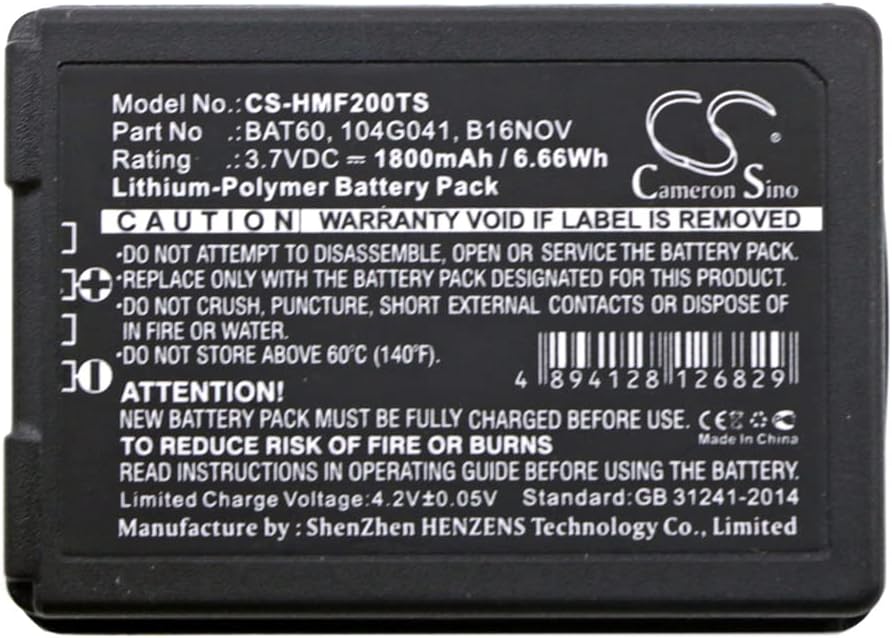 Model No.: CS-HMF200TS
Part No .: BAT60, 104G041, B16NOV
Rating .: 3.7VDC ⎓ 1800mAh / 6.66Wh
Lithium-Polymer Battery Pack
CS
Cameron Sino
CAUTION WARRANTY VOID IF LABEL IS REMOVED
•DO NOT ATTEMPT TO DISASSEMBLE, OPEN OR SERVICE THE BATTERY PACK.
•REPLACE ONLY WITH THE BATTERY PACK DESIGNATED FOR THIS PRODUCT.
•DO NOT CRUSH, PUNCTURE, SHORT EXTERNAL CONTACTS OR DISPOSE OF
IN FIRE OR WATER.
•DO NOT STORE ABOVE 60℃ (140℉).
4 894128 126829
ATTENTION!
NEW BATTERY PACK MUST BE FULLY CHARGED BEFORE USE. CE
Made In China
TO REDUCE RISK OF FIRE OR BURNS
READ INSTRUCTIONS IN OPERATING GUIDE BEFORE USING THE BATTERY.
Limited Charge Voltage:4.2V±0.05V Standard:GB 31241-2014
Manufacture by : ShenZhen HENZENS Technology Co., Limited